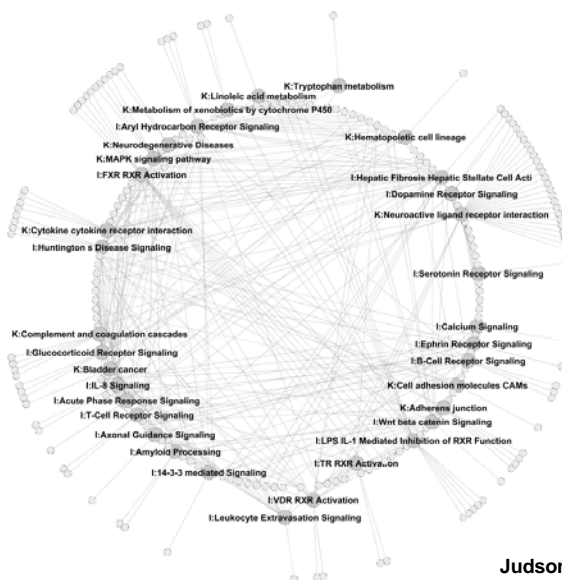 K:Tryptophan metabolism
K:Linoleic acid metabolism
K:Metabolism of xenobiotics by cytochrome P450
I:Aryl Hydrocarbon Receptor Signaling
K:Hematopoietic cell lineage
K:Neurodegenerative Diseases
K:MAPK signaling pathway
I:FXR RXR Activation
I:Hepatic Fibrosis Hepatic Stellate Cell Acti
I:Dopamine Receptor Signaling
K:Neuroactive ligand receptor interaction
K:Cytokine cytokine receptor interaction
I:Huntington s Disease Signaling
I:Serotonin Receptor Signaling
I:Calcium Signaling
K:Complement and coagulation cascades
I:Ephrin Receptor Signaling
I:Glucocorticoid Receptor Signaling
I:B-Cell Receptor Signaling
K:Bladder cancer
I:IL-8 Signaling
K:Cell adhesion molecules CAMs
I:Acute Phase Response Signaling
K:Adherens junction
I:T-Cell Receptor Signaling
I:Wnt beta catenin Signaling
I:Axonal Guidance Signaling
I:LPS IL-1 Mediated Inhibition of RXR Function
I:Amyloid Processing
I:TR RXR Activation
I:14-3-3 mediated Signaling
I:VDR RXR Activation
I:Leukocyte Extravasation Signaling
Judson